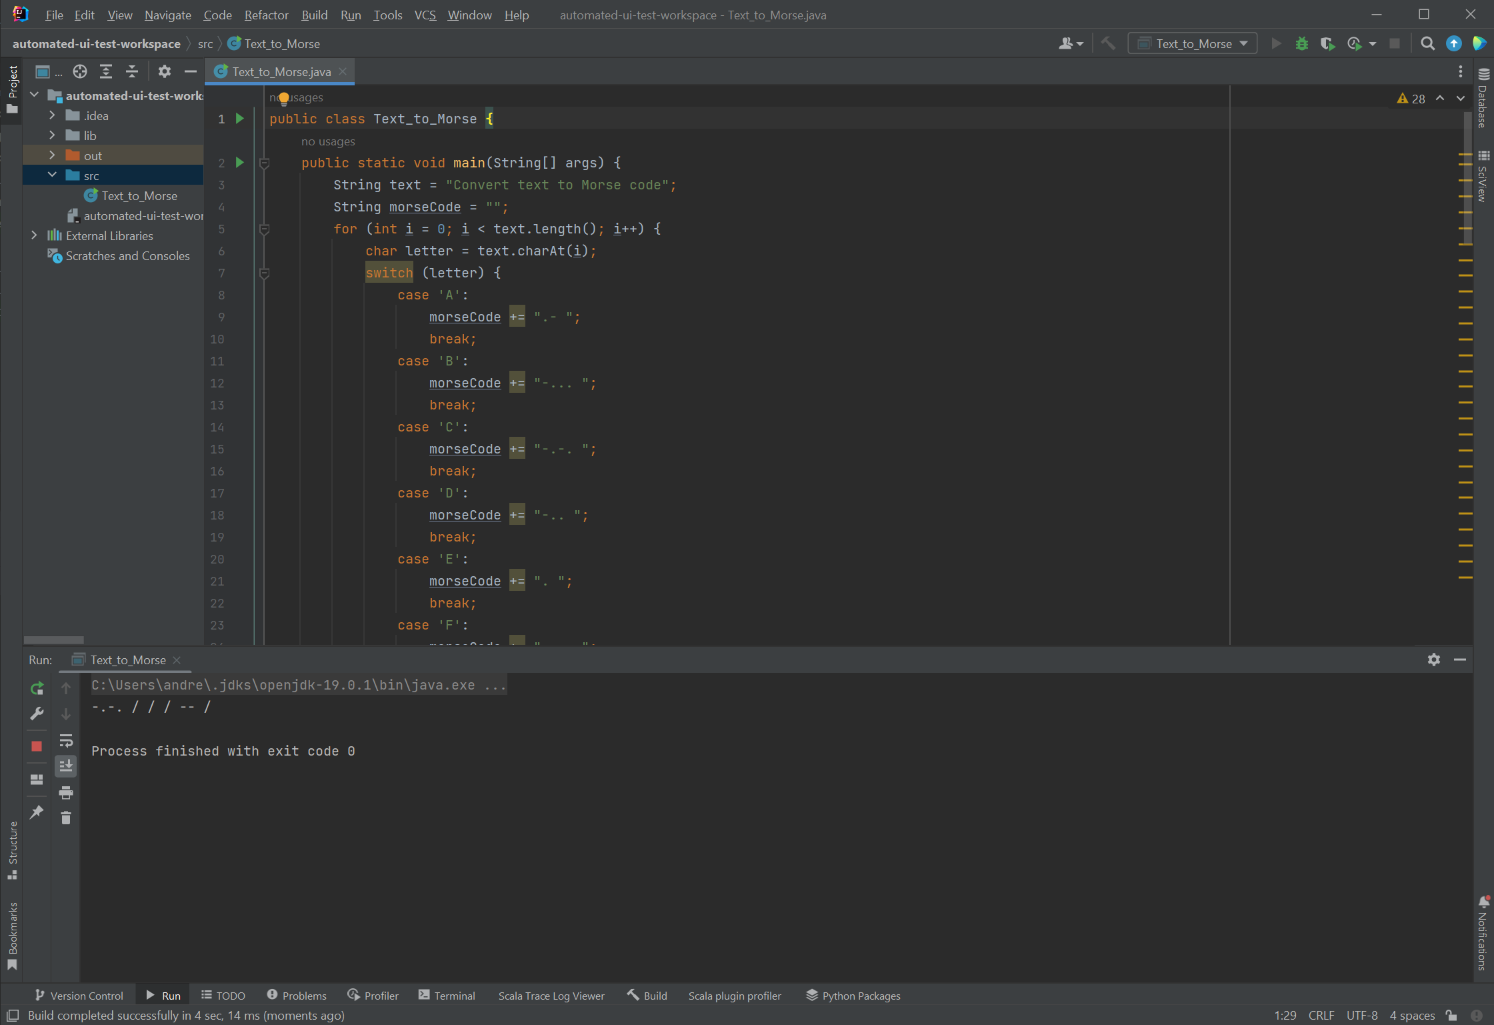 File Edit View Navigate Code Refactor Build Run Tools VCS Window Help automated-ui-test-workspace - Text_to_Morse.java
automated-ui-test-workspace src Text_to_Morse Text_to_Morse
Project
... Text_to_Morse.java
automated-ui-test-work
.idea
lib
out
src
Text_to_Morse
automated-ui-test-wor
External Libraries
Scratches and Consoles
no usages
28
1 public class Text_to_Morse {
no usages
2 public static void main(String[] args) {
3 String text = "Convert text to Morse code";
4 String morseCode = "";
5 for (int i = 0; i < text.length(); i++) {
6 char letter = text.charAt(i);
7 switch (letter) {
8 case 'A':
9 morseCode += ".- ";
10 break;
11 case 'B':
12 morseCode += "-... ";
13 break;
14 case 'C':
15 morseCode += "-.-. ";
16 break;
17 case 'D':
18 morseCode += "-.. ";
19 break;
20 case 'E':
21 morseCode += ". ";
22 break;
23 case 'F':
Database
SciView
Notifications
Run: Text_to_Morse
C:\Users\andre\.jdks\openjdk-19.0.1\bin\java.exe ...
-.-. / / / -- /
Process finished with exit code 0
Structure
Bookmarks
Version Control Run TODO Problems Profiler Terminal Scala Trace Log Viewer Build Scala plugin profiler Python Packages
Build completed successfully in 4 sec, 14 ms (moments ago) 1:29 CRLF UTF-8 4 spaces